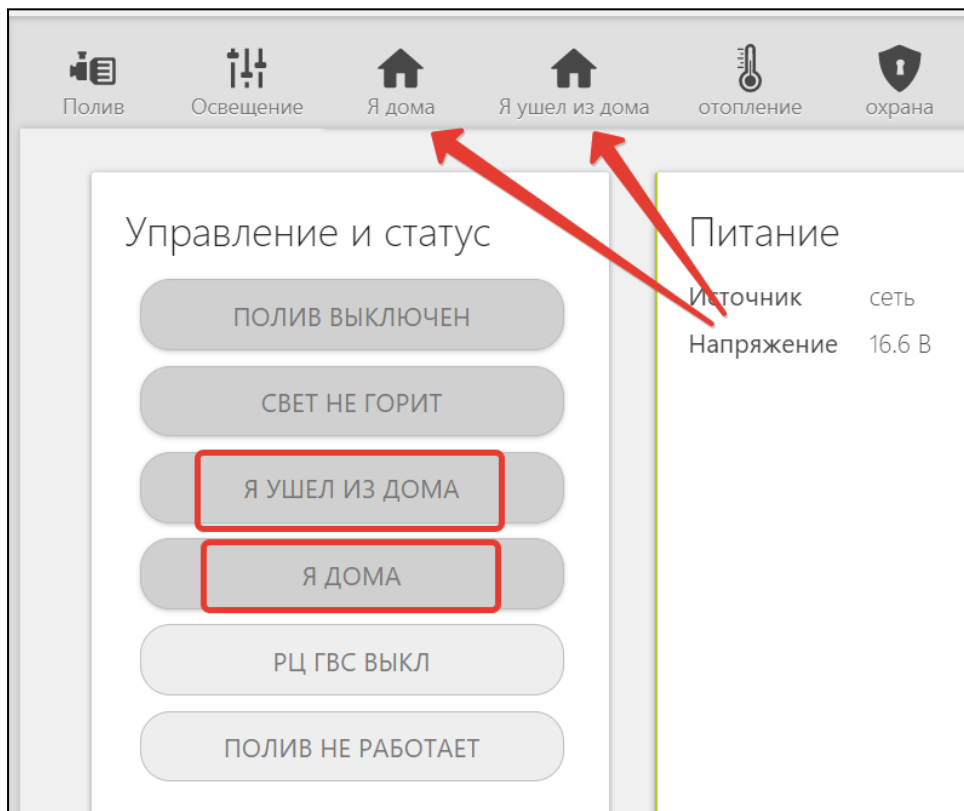 Полив Освещение Я дома Я ушел из дома отопление охрана
Управление и статус
ПОЛИВ ВЫКЛЮЧЕН
СВЕТ НЕ ГОРИТ
Я УШЕЛ ИЗ ДОМА
Я ДОМА
РЦ ГВС ВЫКЛ
ПОЛИВ НЕ РАБОТАЕТ
Питание
Источник сеть
Напряжение 16.6 В